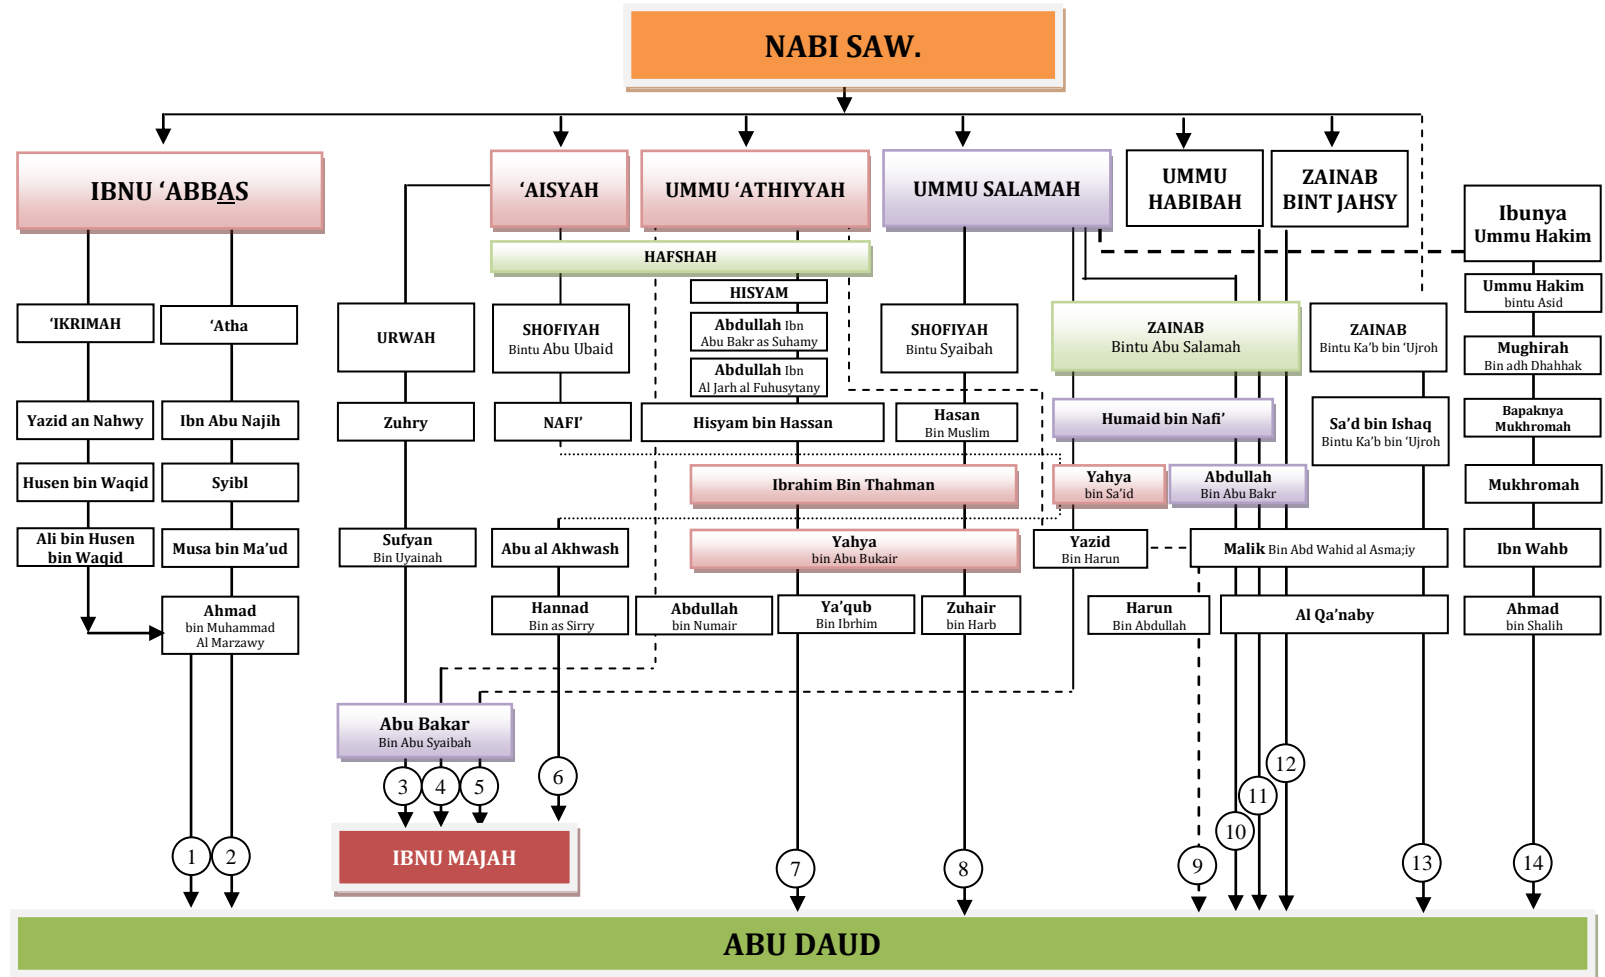 NABI SAW.
IBNU ‘ABBAS
‘AISYAH
UMMU ‘ATHIYYAH
UMMU SALAMAH
UMMU
HABIBAH
ZAINAB
BINT JAHSY
Ibunya
Ummu Hakim
HAFSHAH
HISYAM
Ummu Hakim
bintu Asid
‘IKRIMAH
‘Atha
URWAH
SHOFIYAH
Bintu Abu Ubaid
Abdullah Ibn
Abu Bakr as Suhamy
SHOFIYAH
Bintu Syaibah
ZAINAB
Bintu Abu Salamah
ZAINAB
Bintu Ka’b bin ‘Ujroh
Mughirah
Bin adh Dhahhak
Abdullah Ibn
Al Jarh al Fuhusytany
Yazid an Nahwy
Ibn Abu Najih
Zuhry
NAFI’
Hisyam bin Hassan
Hasan
Bin Muslim
Humaid bin Nafi’
Sa’d bin Ishaq
Bintu Ka’b bin ‘Ujroh
Bapaknya
Mukhromah
Husen bin Waqid
Syibl
Ibrahim Bin Thahman
Yahya
bin Sa’id
Abdullah
Bin Abu Bakr
Mukhromah
Ali bin Husen
bin Waqid
Musa bin Ma’ud
Sufyan
Bin Uyainah
Abu al Akhwash
Yahya
bin Abu Bukair
Yazid
Bin Harun
Malik Bin Abd Wahid al Asma;iy
Ibn Wahb
Ahmad
bin Muhammad
Al Marzawy
Hannad
Bin as Sirry
Abdullah
bin Numair
Ya’qub
Bin Ibrhim
Zuhair
bin Harb
Harun
Bin Abdullah
Al Qa’naby
Ahmad
bin Shalih
Abu Bakar
Bin Abu Syaibah
3
4
5
6
12
11
10
1
2
IBNU MAJAH
7
8
9
13
14
ABU DAUD